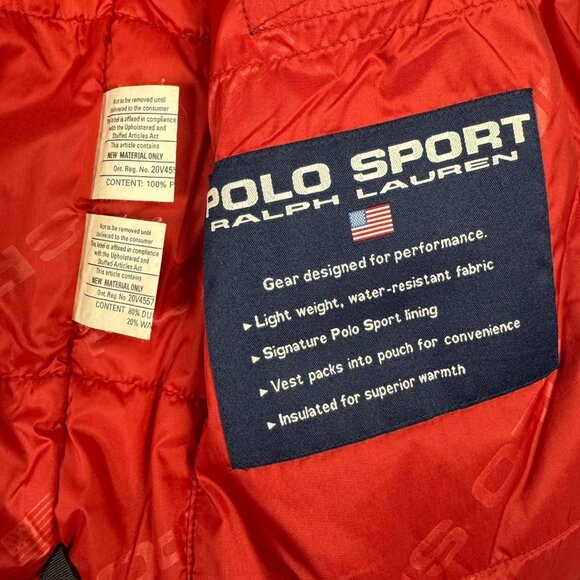 Not to be removed until
delivered to the consumer
This label is affixed in compliance
with the Upholstered and
Stuffed Articles Act
This article contains
NEW MATERIAL ONLY
Ont. Reg. No. 20V455
CONTENT: 100% P
Not to be removed until
delivered to the consumer
This label is affixed in compliance
with the Upholstered and
Stuffed Articles Act
This article contains
NEW MATERIAL ONLY
Ont. Reg. No. 20V4557
CONTENT 80% DU
20% WA
POLO SPORT
RALPH LAUREN
Gear designed for performance.
▸Light weight, water-resistant fabric
▸Signature Polo Sport lining
▸Vest packs into pouch for convenience
▸Insulated for superior warmth